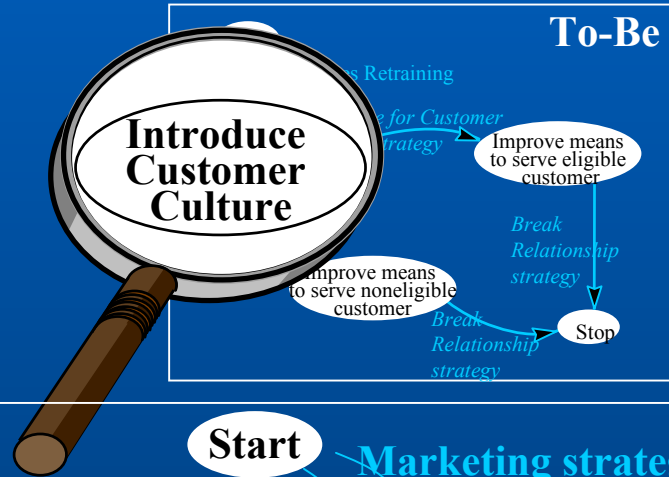 To-Be
Retraining
for Customer
strategy
Introduce
Customer
Culture
Improve means
to serve eligible
customer
Break
Relationship
strategy
Improve means
to serve noneligible
customer
Break
Relationship
strategy
Stop
Start
Marketing